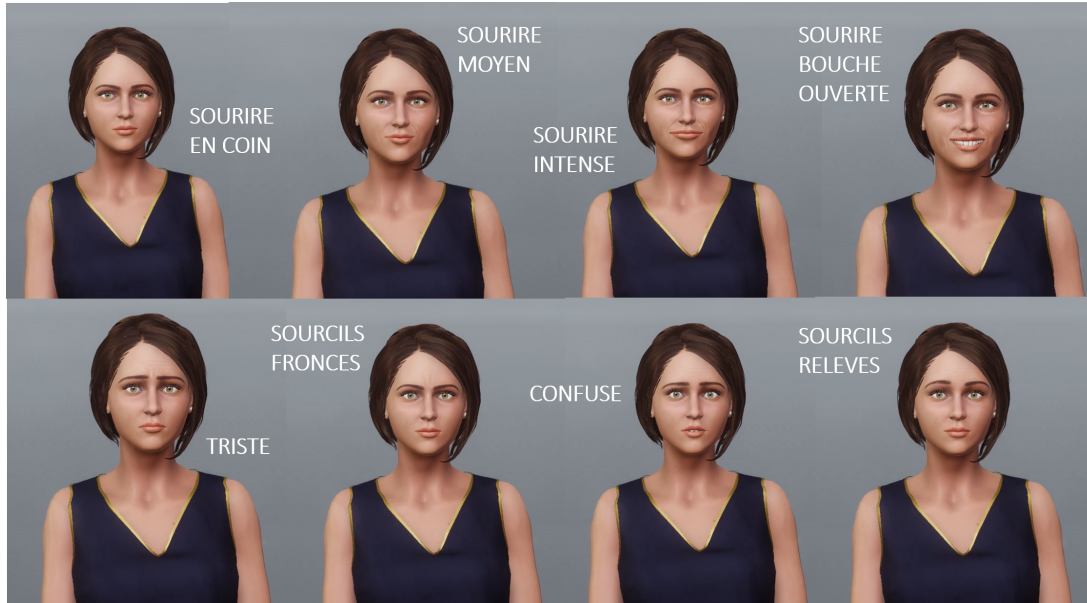 SOURIRE
EN COIN
SOURIRE
MOYEN
SOURIRE
INTENSE
SOURIRE
BOUCHE
OUVERTE
TRISTE
SOURCILS
FRONCES
CONFUSE
SOURCILS
RELEVES